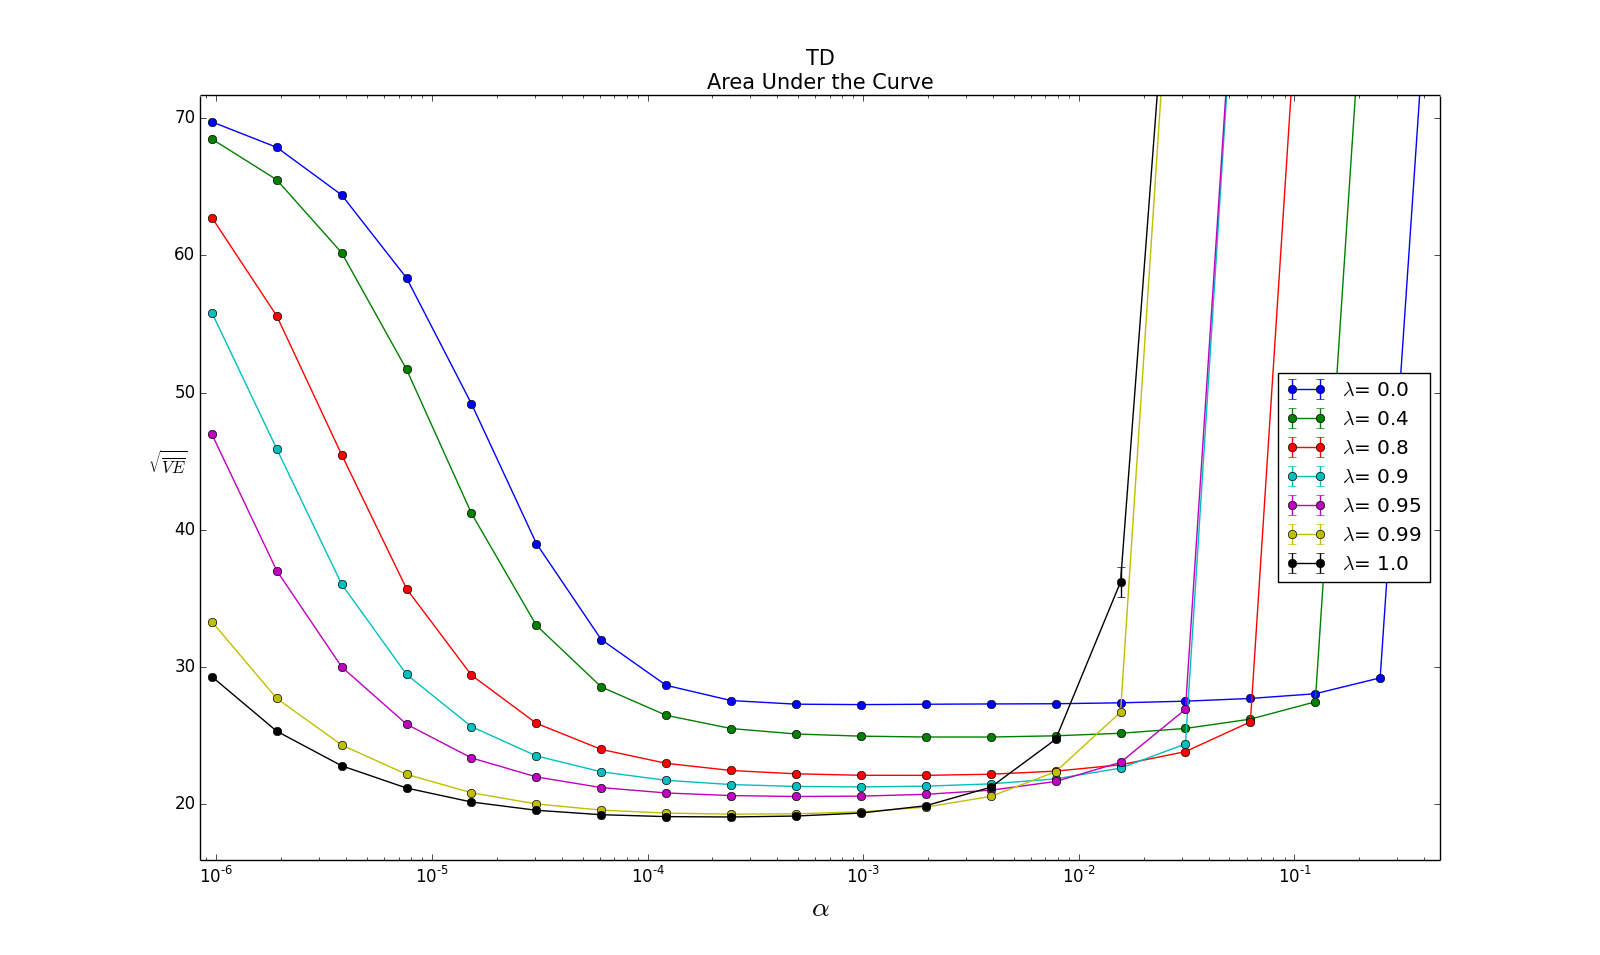 TD
Area Under the Curve
70
60
50
40
30
20
√VE̅
10⁻⁶ 10⁻⁵ 10⁻⁴ 10⁻³ 10⁻² 10⁻¹
α
λ= 0.0
λ= 0.4
λ= 0.8
λ= 0.9
λ= 0.95
λ= 0.99
λ= 1.0